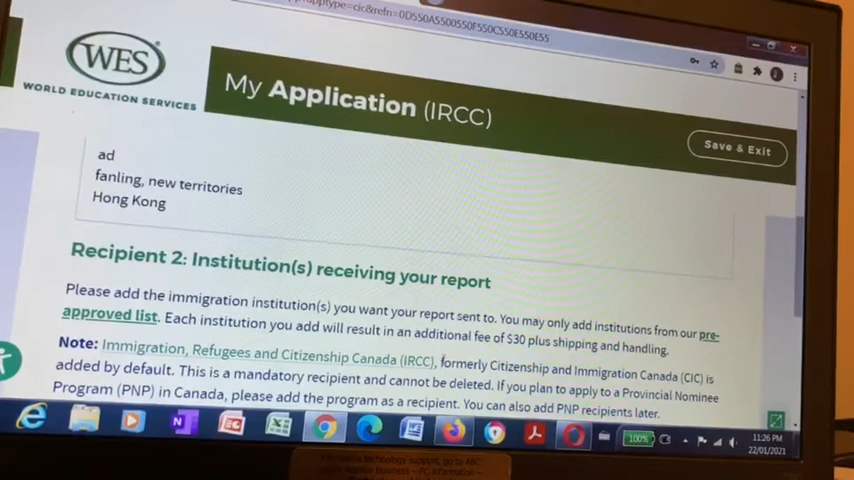 WES
WORLD EDUCATION SERVICES
My Application (IRCC)
Save & Exit
ad
fanling, new territories
Hong Kong
Recipient 2: Institution(s) receiving your report
Please add the immigration institution(s) you want your report sent to. You may only add institutions from our pre-
approved list. Each institution you add will result in an additional fee of $30 plus shipping and handling.
Note: Immigration, Refugees and Citizenship Canada (IRCC), formerly Citizenship and Immigration Canada (CIC) is
added by default. This is a mandatory recipient and cannot be deleted. If you plan to apply to a Provincial Nominee
Program (PNP) in Canada, please add the program as a recipient. You can also add PNP recipients later.
100%
11:26 PM
22/01/2021